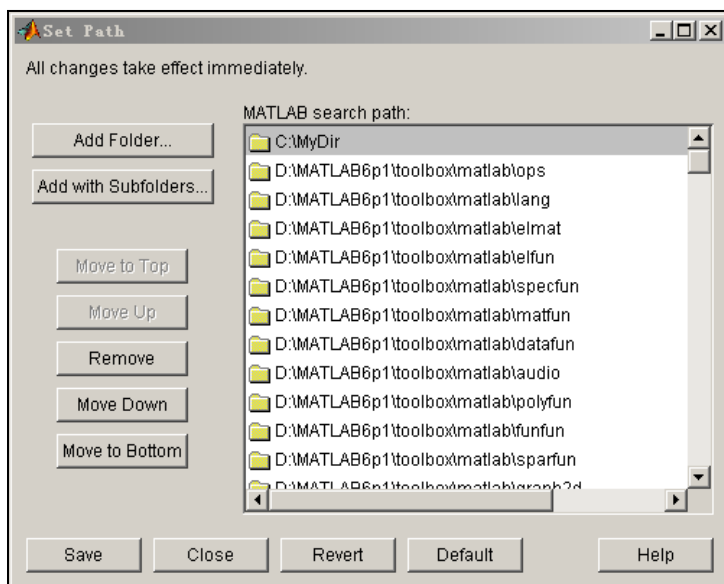 Set Path
All changes take effect immediately.
MATLAB search path:
Add Folder...
Add with Subfolders...
Move to Top
Move Up
Remove
Move Down
Move to Bottom
C:\MyDir
D:\MATLAB6p1\toolbox\matlab\ops
D:\MATLAB6p1\toolbox\matlab\lang
D:\MATLAB6p1\toolbox\matlab\elmat
D:\MATLAB6p1\toolbox\matlab\elfun
D:\MATLAB6p1\toolbox\matlab\specfun
D:\MATLAB6p1\toolbox\matlab\matfun
D:\MATLAB6p1\toolbox\matlab\datafun
D:\MATLAB6p1\toolbox\matlab\audio
D:\MATLAB6p1\toolbox\matlab\polyfun
D:\MATLAB6p1\toolbox\matlab\funfun
D:\MATLAB6p1\toolbox\matlab\sparfun
D:\MATLAB6p1\toolbox\matlab\graph2d
Save Close Revert Default Help